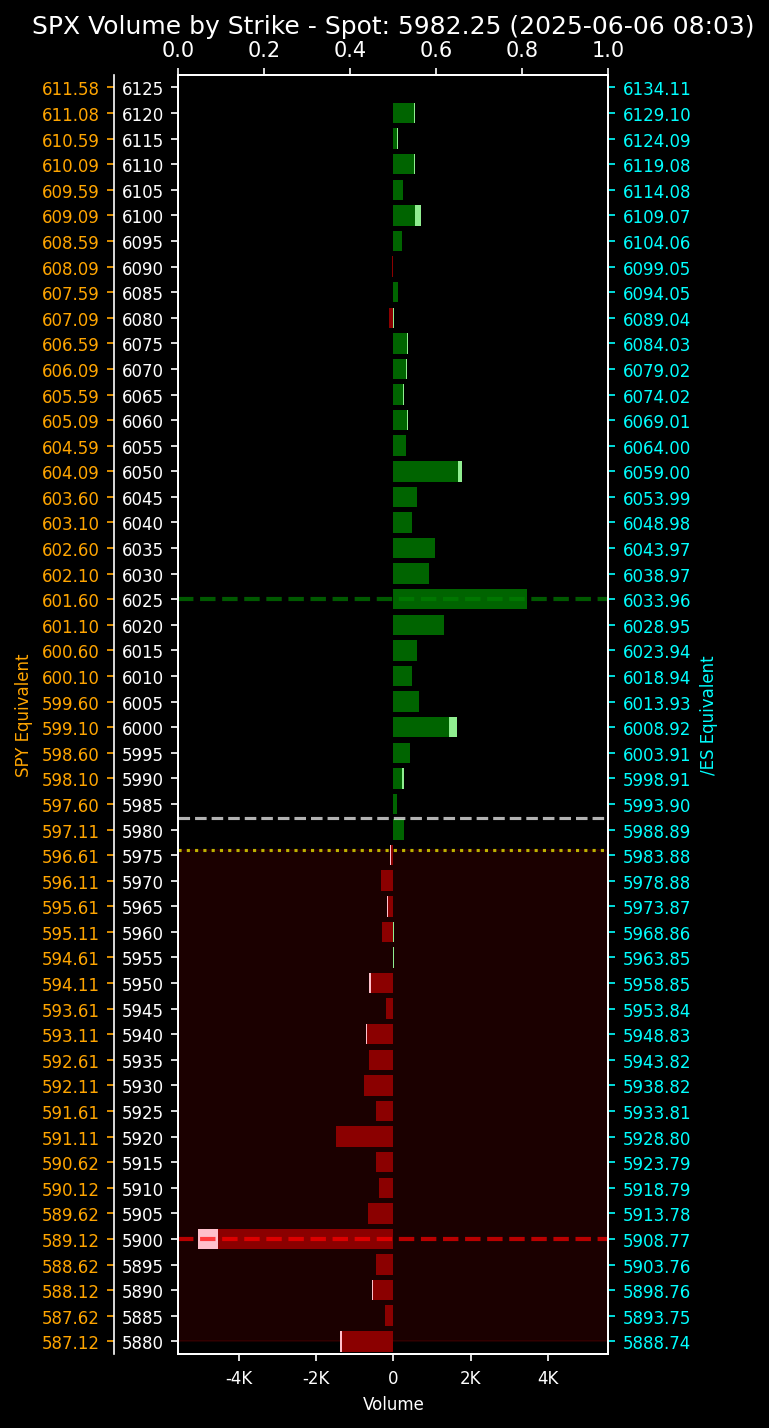 SPX Volume by Strike - Spot: 5982.25 (2025-06-06 08:03)
0.0 0.2 0.4 0.6 0.8 1.0
611.58 6125 6134.11
611.08 6120 6129.10
610.59 6115 6124.09
610.09 6110 6119.08
609.59 6105 6114.08
609.09 6100 6109.07
608.59 6095 6104.06
608.09 6090 6099.05
607.59 6085 6094.05
607.09 6080 6089.04
606.59 6075 6084.03
606.09 6070 6079.02
605.59 6065 6074.02
605.09 6060 6069.01
604.59 6055 6064.00
604.09 6050 6059.00
603.60 6045 6053.99
603.10 6040 6048.98
602.60 6035 6043.97
602.10 6030 6038.97
601.60 6025 6033.96
601.10 6020 6028.95
600.60 6015 6023.94
600.10 6010 6018.94
599.60 6005 6013.93
599.10 6000 6008.92
598.60 5995 6003.91
598.10 5990 5998.91
597.60 5985 5993.90
597.11 5980 5988.89
596.61 5975 5983.88
596.11 5970 5978.88
595.61 5965 5973.87
595.11 5960 5968.86
594.61 5955 5963.85
594.11 5950 5958.85
593.61 5945 5953.84
593.11 5940 5948.83
592.61 5935 5943.82
592.11 5930 5938.82
591.61 5925 5933.81
591.11 5920 5928.80
590.62 5915 5923.79
590.12 5910 5918.79
589.62 5905 5913.78
589.12 5900 5908.77
588.62 5895 5903.76
588.12 5890 5898.76
587.62 5885 5893.75
587.12 5880 5888.74
SPY Equivalent
/ES Equivalent
-4K -2K 0 2K 4K
Volume